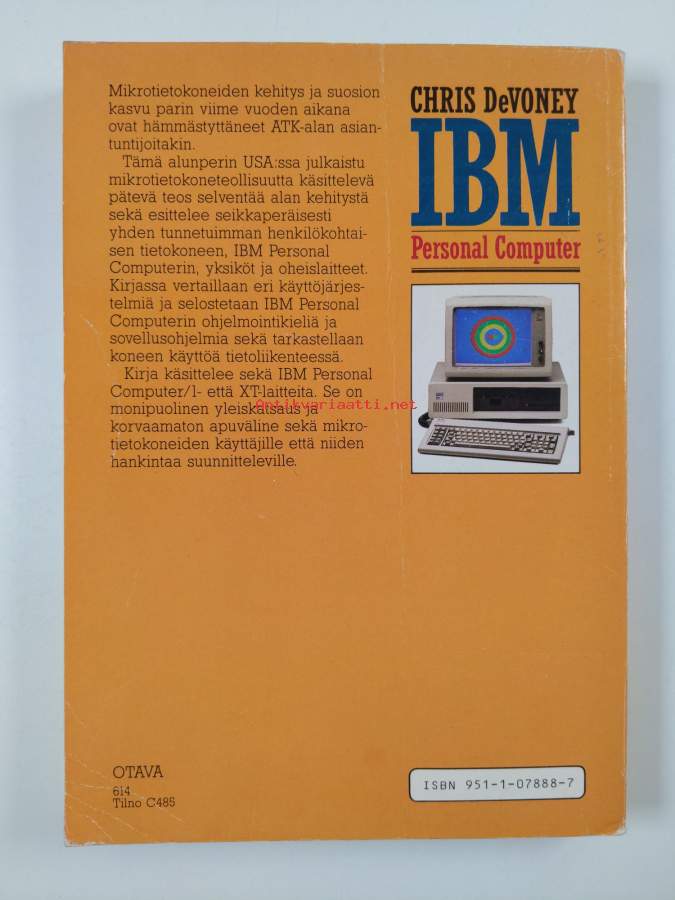 Mikrotietokoneiden kehitys ja suosion
kasvu parin viime vuoden aikana
ovat hämmästyttäneet ATK-alan asian-
tuntijoitakin.
Tämä alunperin USA:ssa julkaistu
mikrotietokoneteollisuutta käsittelevä
pätevä teos selventää alan kehitystä
sekä esittelee seikkaperäisesti
yhden tunnetuimman henkilökohtai-
sen tietokoneen, IBM Personal
Computerin, yksiköt ja oheislaitteet.
Kirjassa vertaillaan eri käyttöjärjes-
telmiä ja selostetaan IBM Personal
Computerin ohjelmointikieliä ja
sovellusohjelmia sekä tarkastellaan
koneen käyttöä tietoliikenteessä.
Kirja käsittelee sekä IBM Personal
Computer/1- että XT-laitteita. Se on
monipuolinen yleiskatsaus ja
korvaamaton apuväline sekä mikro-
tietokoneiden käyttäjille että niiden
hankintaa suunnitteleville.
CHRIS DeVONEY
IBM
Personal Computer
Antikvariaatti.net
OTAVA
614
Tilno C485
ISBN 951-1-07888-7